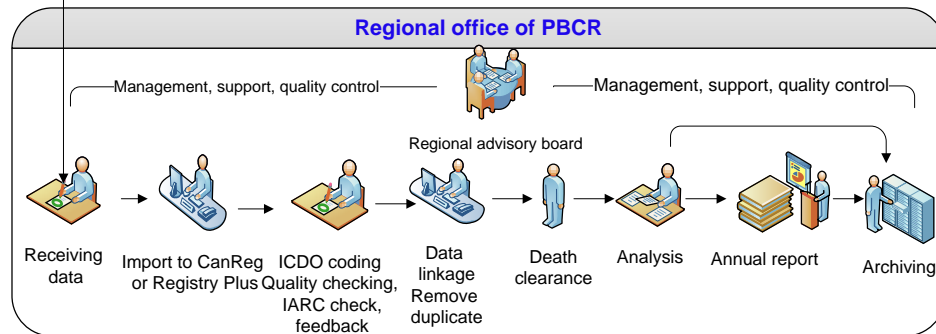 Regional office of PBCR
Management, support, quality control
Management, support, quality control
Regional advisory board
Receiving
data
Import to CanReg
or Registry Plus
ICDO coding
Quality checking,
IARC check,
feedback
Data
linkage
Remove
duplicate
Death
clearance
Analysis
Annual report
Archiving